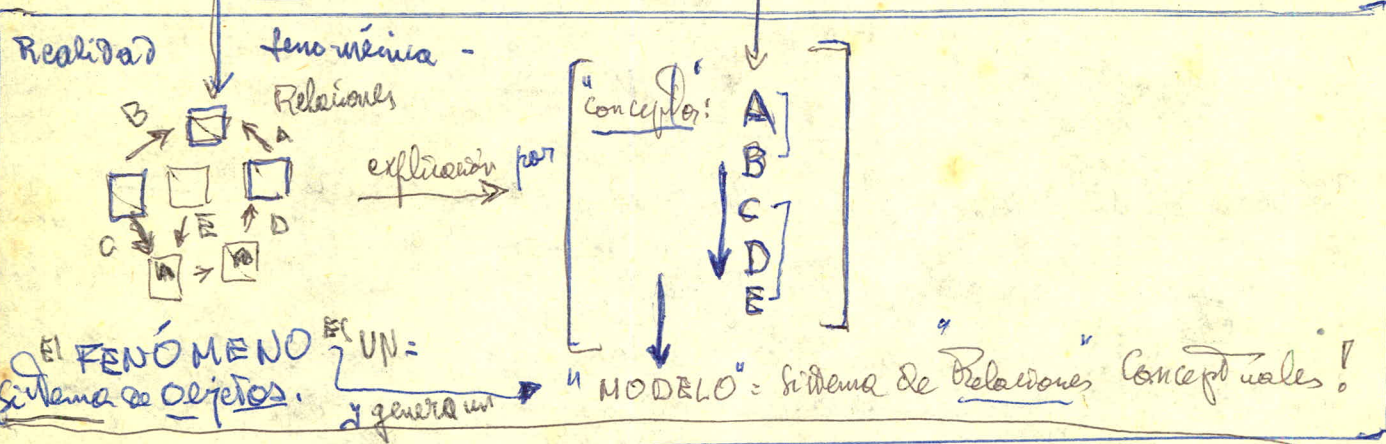 Realidad fenoménica -
Relaciones
B
A
C
E
D
explicación por
"conceptos":
A
B
C
D
E
El FENÓMENO ES UN =
Sistema de objetos.
y genera un
"MODELO" = Sistema de "Relaciones" Conceptuales!